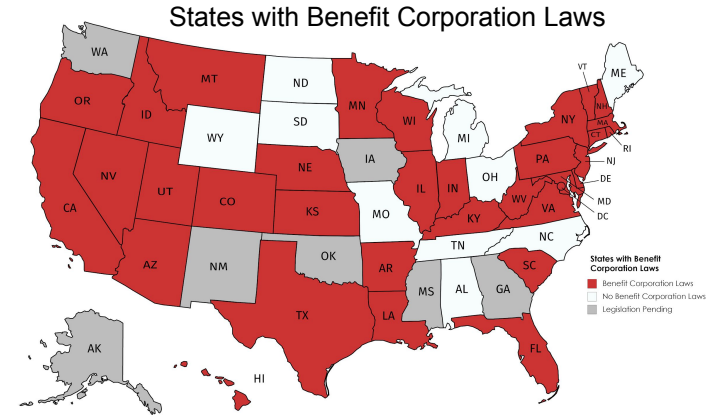 States with Benefit Corporation Laws
WA
MT
ND
MN
ME
VT
OR
ID
SD
WI
NH
NY
MA
CT
RI
WY
MI
IA
NE
PA
NJ
OH
NV
UT
CO
IL
IN
DE
WV
VA
MD
DC
CA
KS
MO
KY
NC
TN
AZ
NM
OK
AR
SC
MS
AL
GA
TX
LA
FL
AK
HI
States with Benefit
Corporation Laws
Benefit Corporation Laws
No Benefit Corporation Laws
Legislation Pending